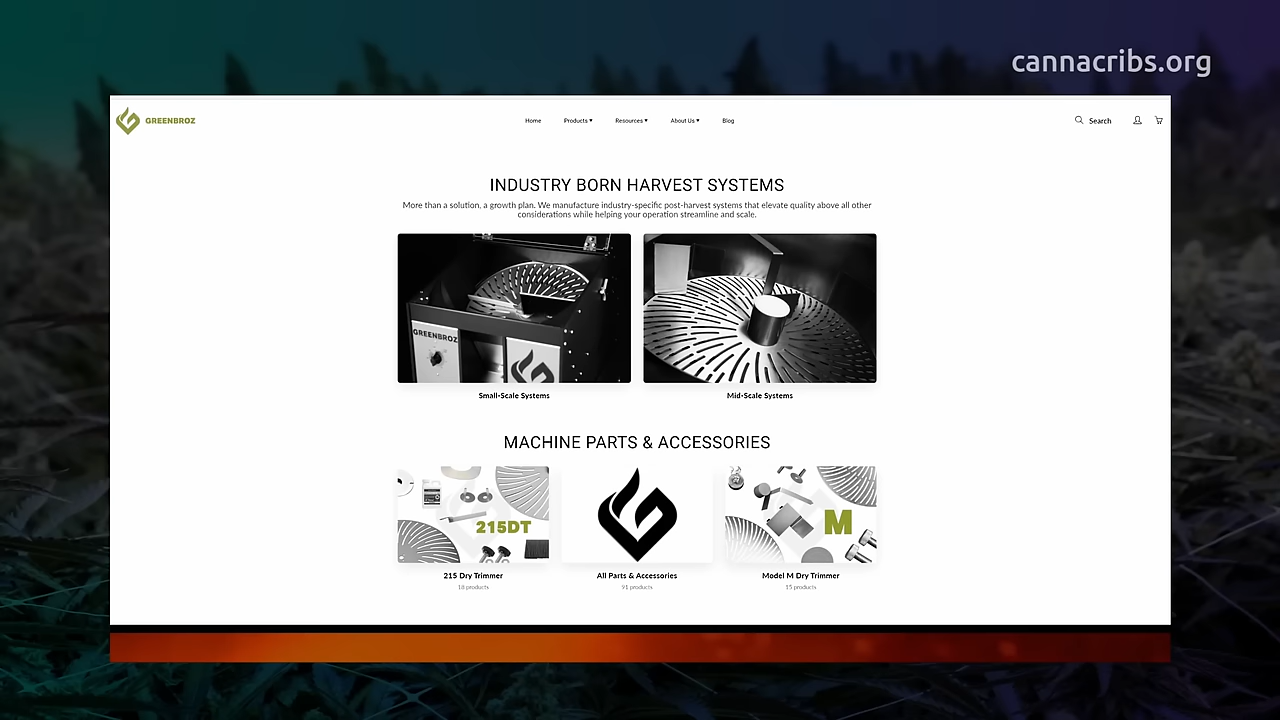 cannacribs.org
GREENBROZ
Home Products ▾ Resources ▾ About Us ▾ Blog Search
INDUSTRY BORN HARVEST SYSTEMS
More than a solution, a growth plan. We manufacture industry-specific post-harvest systems that elevate quality above all other
considerations while helping your operation streamline and scale.
GREENBROZ
Small-Scale Systems Mid-Scale Systems
MACHINE PARTS & ACCESSORIES
215DT M
215 Dry Trimmer All Parts & Accessories Model M Dry Trimmer
18 products 91 products 15 products